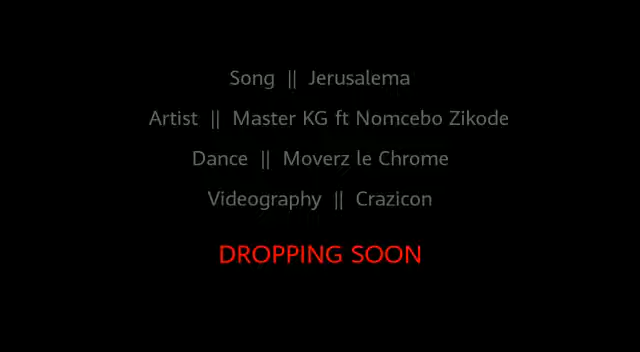 Song || Jerusalema
Artist || Master KG ft Nomcebo Zikode
Dance || Moverz le Chrome
Videography || Crazicon
DROPPING SOON